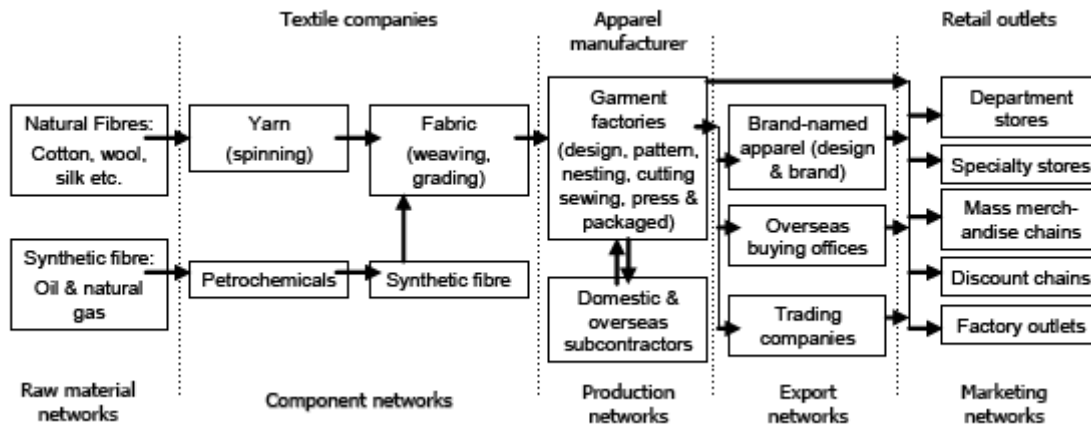 Textile companies
Apparel
manufacturer
Retail outlets
Natural Fibres:
Cotton, wool,
silk etc.
Yarn
(spinning)
Fabric
(weaving,
grading)
Garment
factories
(design, pattern,
nesting, cutting
sewing, press &
packaged)
Brand-named
apparel (design
& brand)
Department
stores
Specialty stores
Synthetic fibre:
Oil & natural
gas
Petrochemicals
Synthetic fibre
Domestic &
overseas
subcontractors
Overseas
buying offices
Trading
companies
Mass merch-
andise chains
Discount chains
Factory outlets
Raw material
networks
Component networks
Production
networks
Export
networks
Marketing
networks